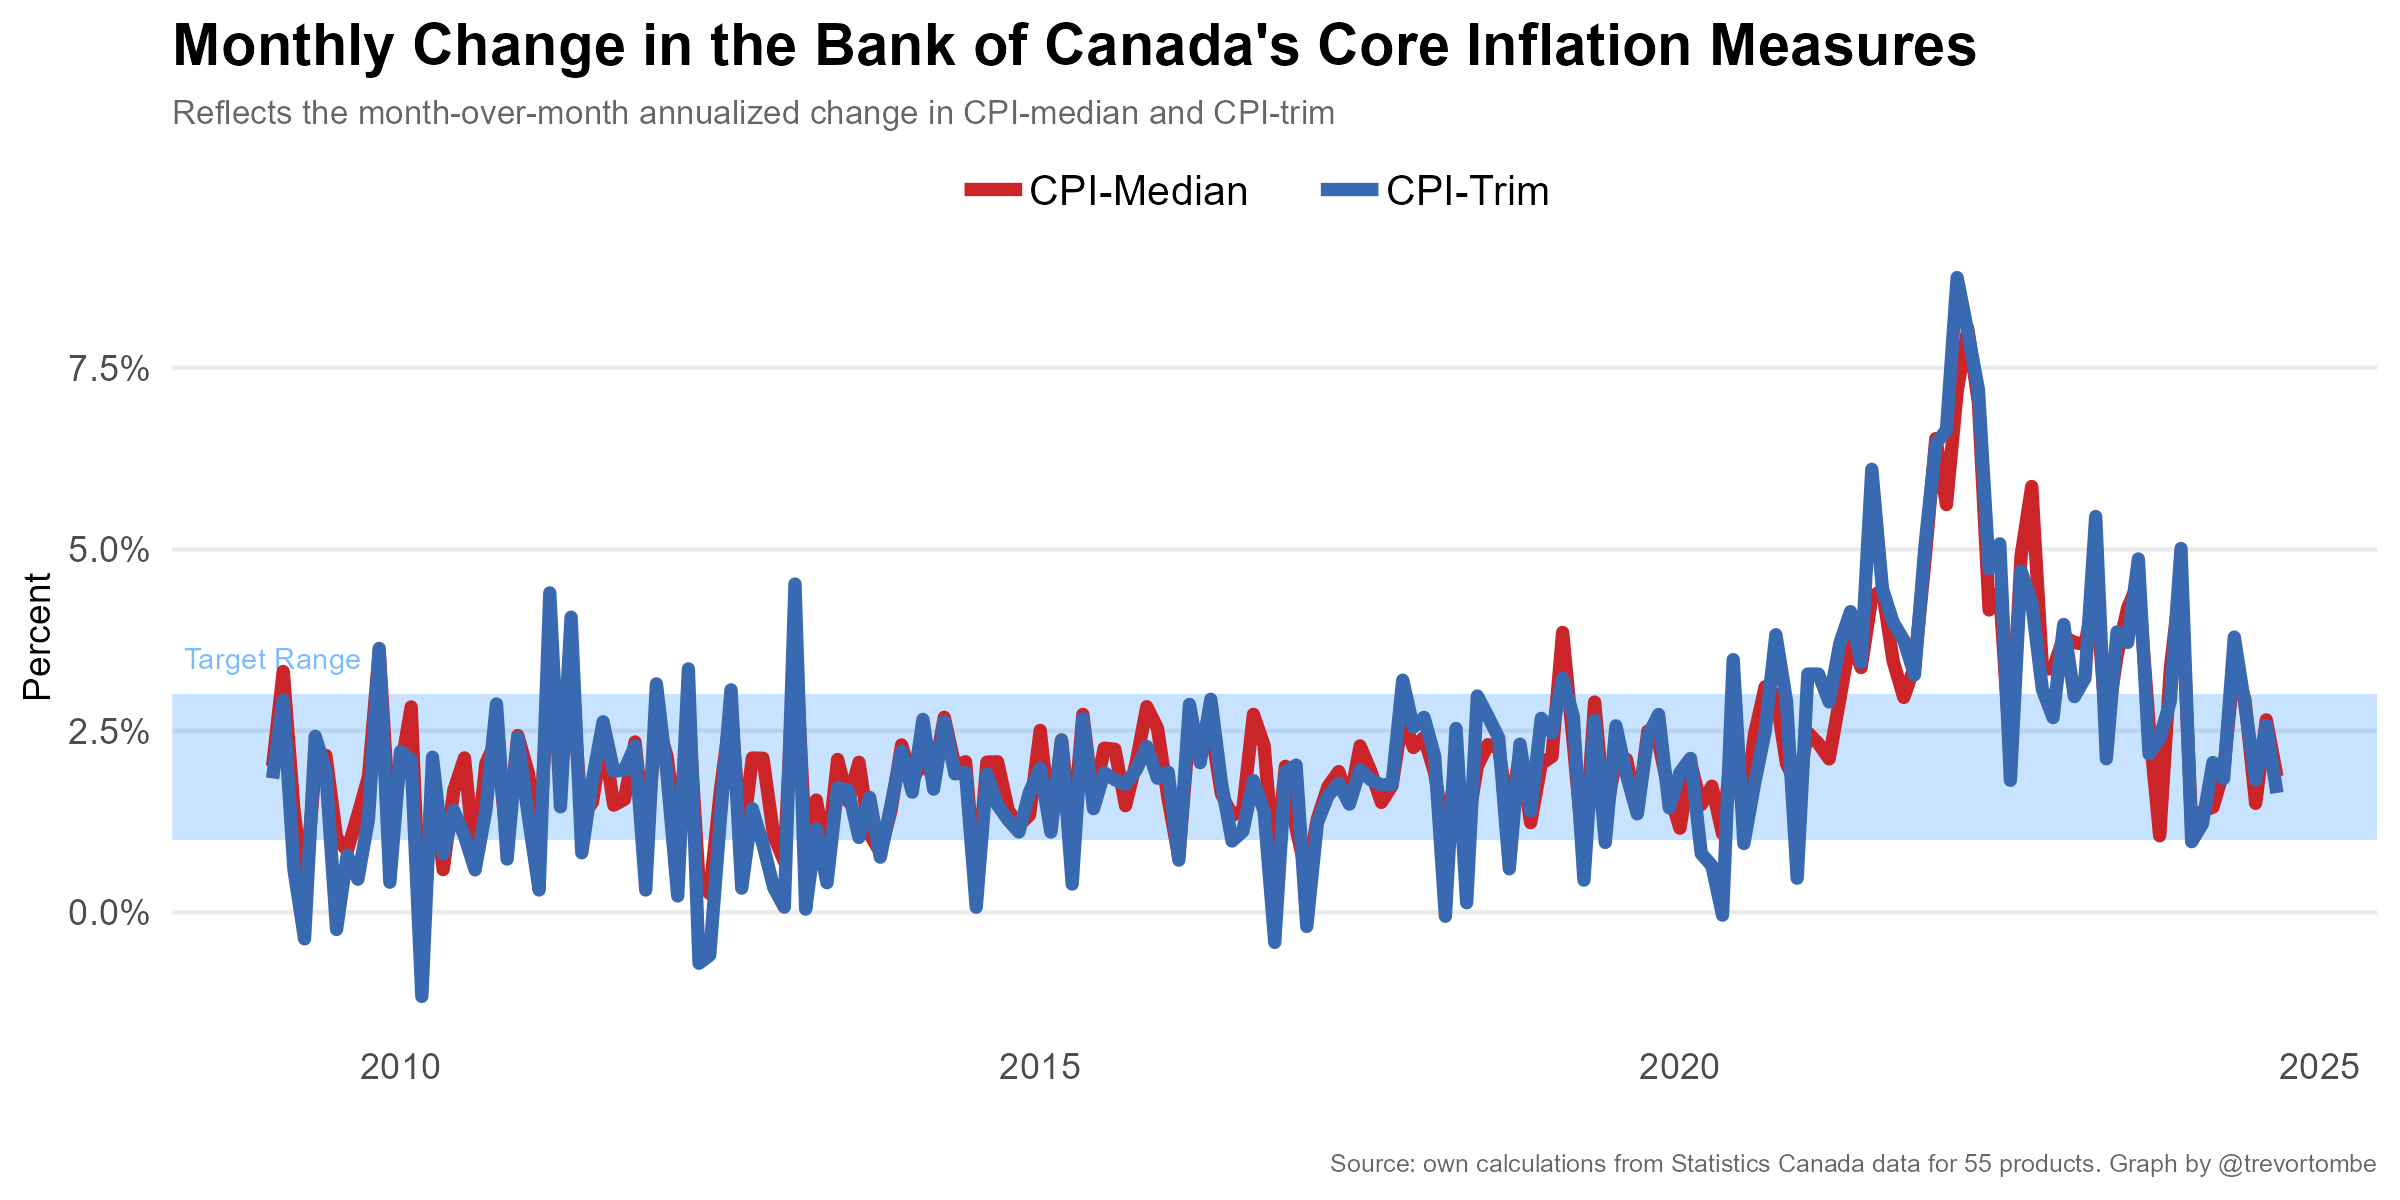 Monthly Change in the Bank of Canada's Core Inflation Measures
Reflects the month-over-month annualized change in CPI-median and CPI-trim
CPI-Median
CPI-Trim
7.5%
5.0%
2.5%
0.0%
Percent
Target Range
2010
2015
2020
2025
Source: own calculations from Statistics Canada data for 55 products. Graph by @trevortombe